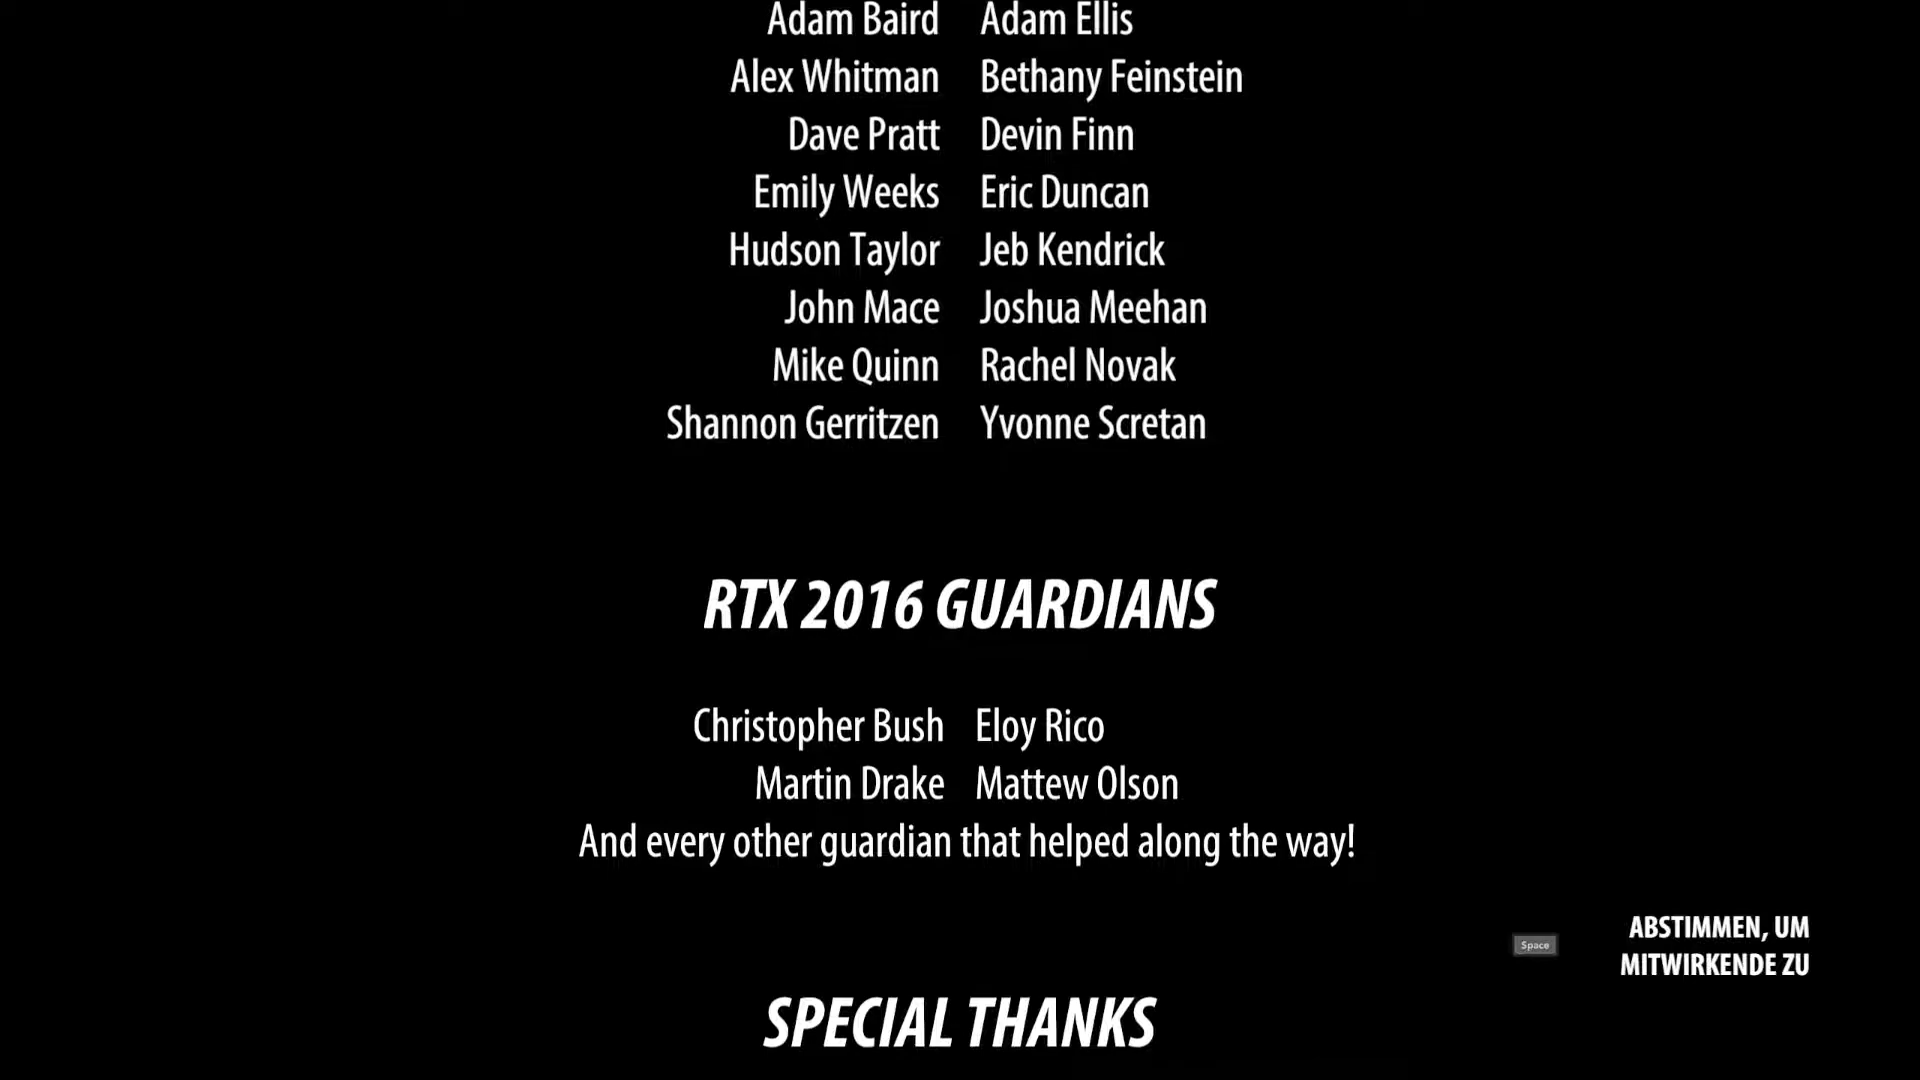 Adam Baird Adam Ellis
Alex Whitman Bethany Feinstein
Dave Pratt Devin Finn
Emily Weeks Eric Duncan
Hudson Taylor Jeb Kendrick
John Mace Joshua Meehan
Mike Quinn Rachel Novak
Shannon Gerritzen Yvonne Scretan
RTX 2016 GUARDIANS
Christopher Bush Eloy Rico
Martin Drake Mattew Olson
And every other guardian that helped along the way!
Space
ABSTIMMEN, UM
MITWIRKENDE ZU
SPECIAL THANKS